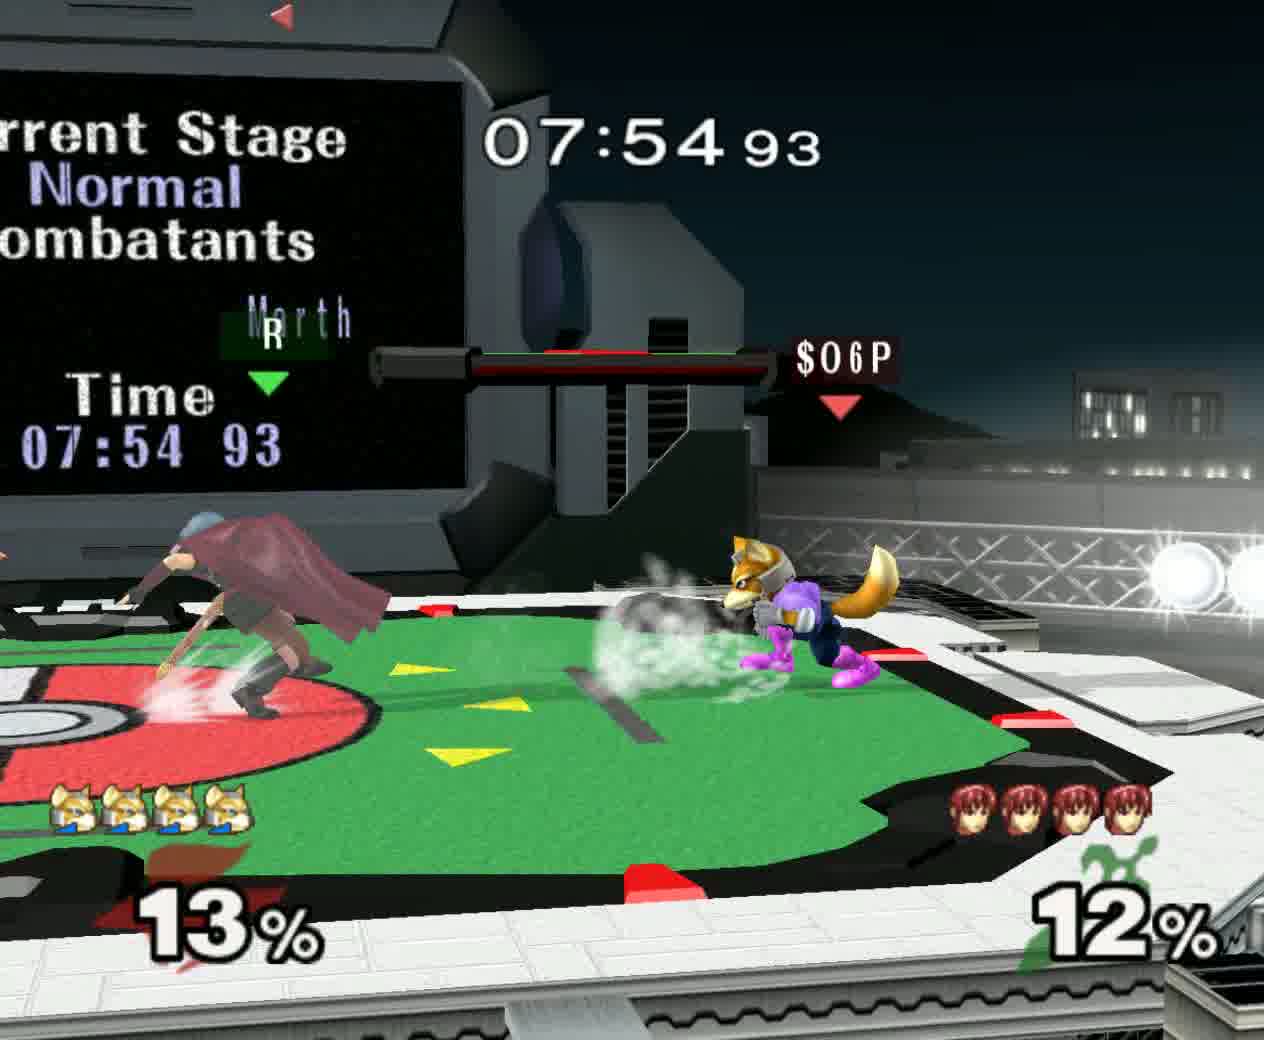 07:54 93
rrent Stage
Normal
ombatants
Marth
R
$06P
Time
07:54 93
13%
12%